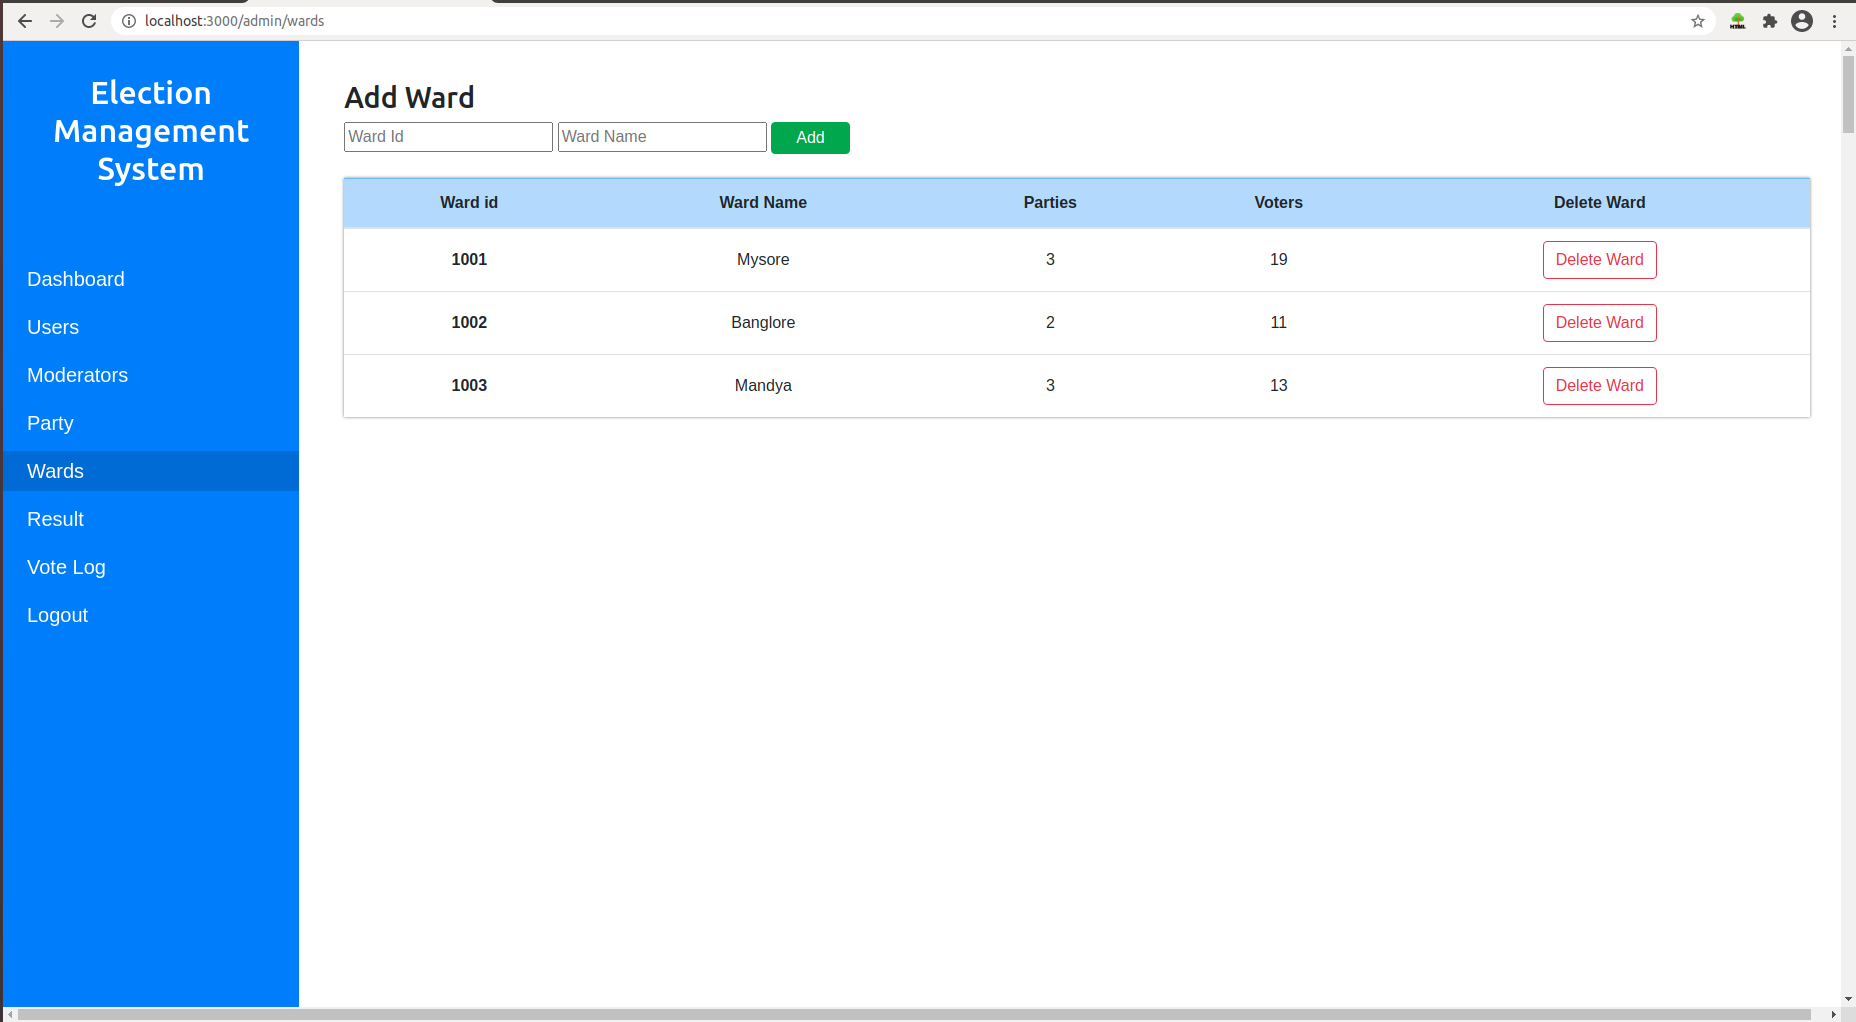 localhost:3000/admin/wards
HTML
Election
Management
System
Dashboard
Users
Moderators
Party
Wards
Result
Vote Log
Logout
Add Ward
Ward Id Ward Name Add
Ward id Ward Name Parties Voters Delete Ward
1001 Mysore 3 19 Delete Ward
1002 Banglore 2 11 Delete Ward
1003 Mandya 3 13 Delete Ward